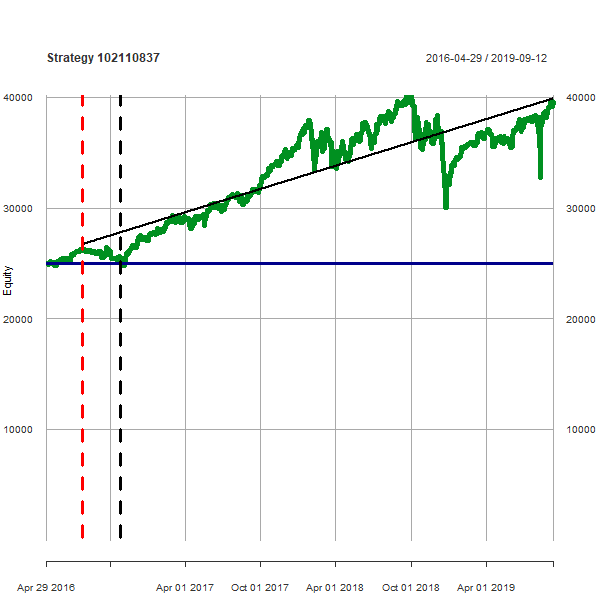 Strategy 102110837
2016-04-29 / 2019-09-12
40000 40000
30000 30000
Equity
20000 20000
10000 10000
Apr 29 2016 Apr 01 2017 Oct 01 2017 Apr 01 2018 Oct 01 2018 Apr 01 2019